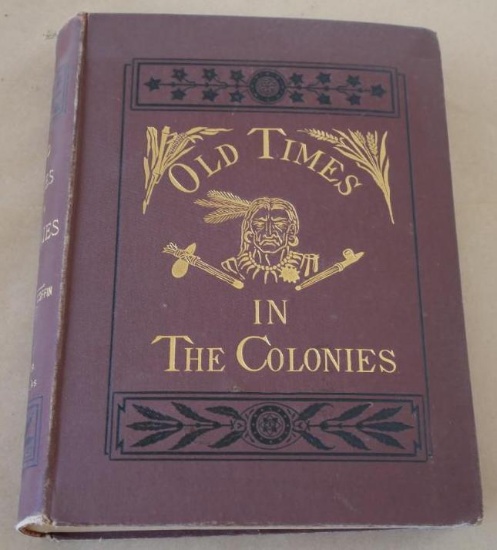 OLD TIMES
IN
THE COLONIES